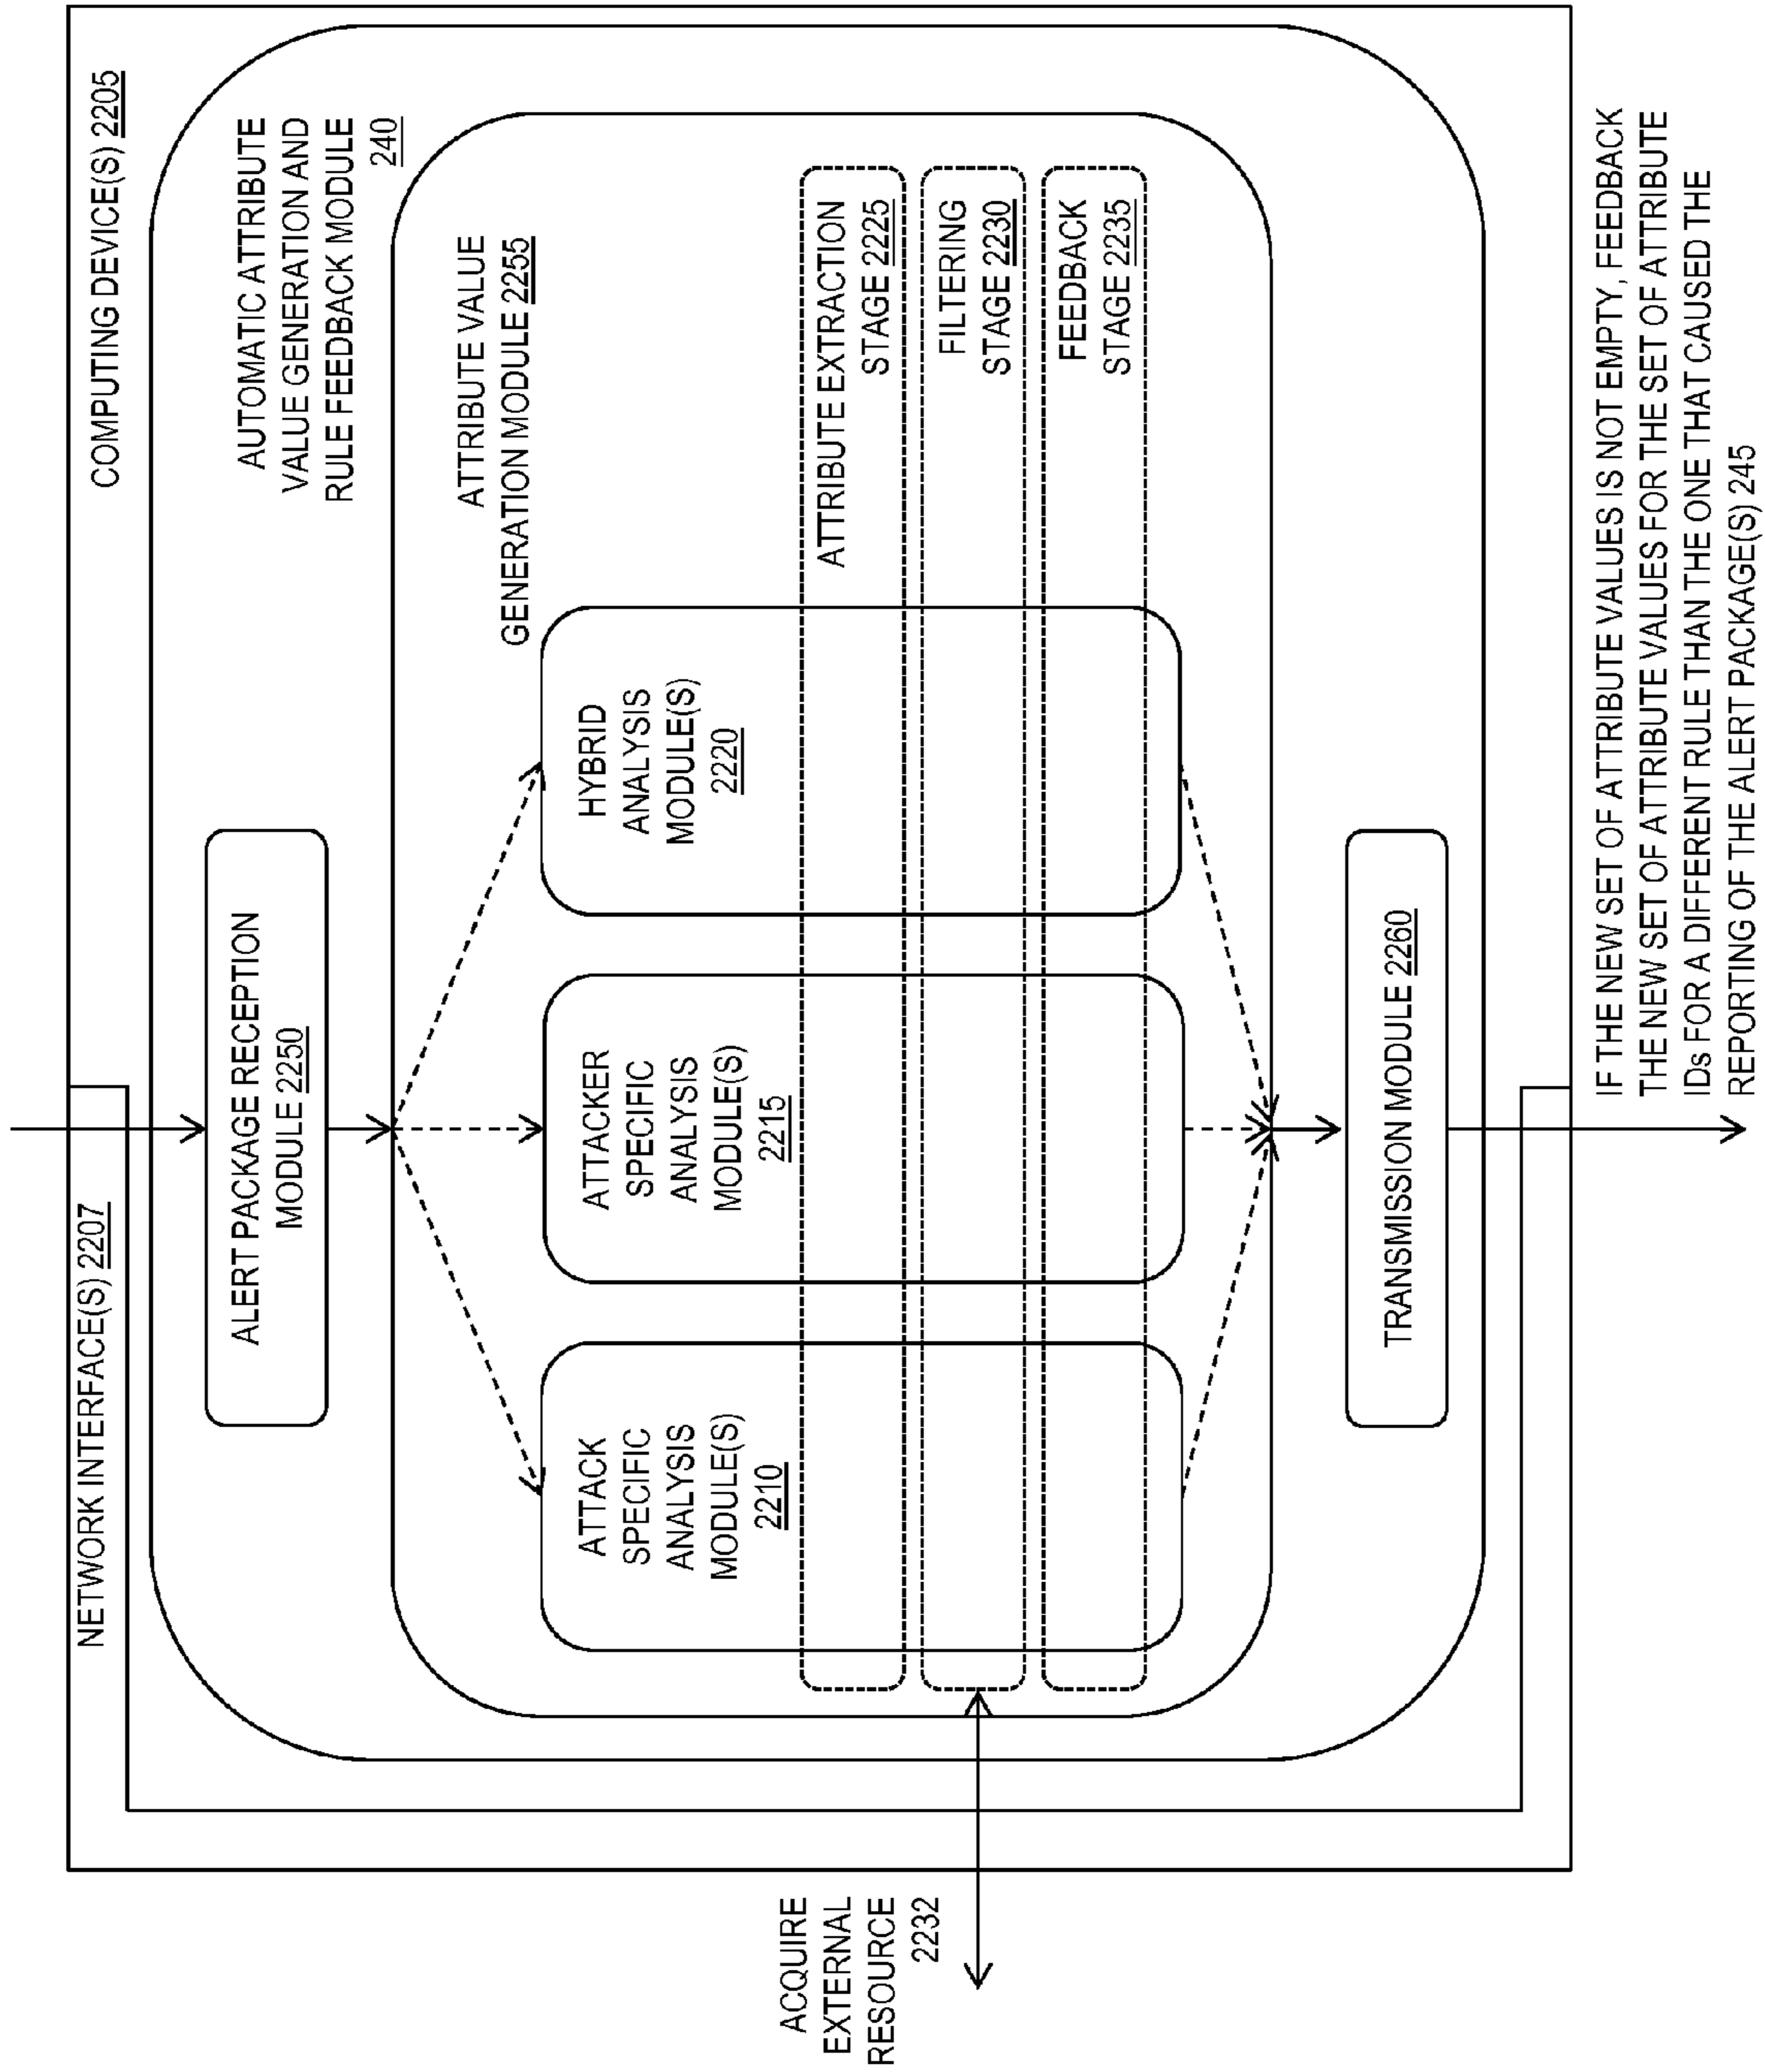 NETWORK INTERFACE(S) 2207
COMPUTING DEVICE(S) 2205
AUTOMATIC ATTRIBUTE
VALUE GENERATION AND
RULE FEEDBACK MODULE
240
ALERT PACKAGE RECEPTION
MODULE 2250
ATTRIBUTE VALUE
GENERATION MODULE 2255
ATTACK
SPECIFIC
ANALYSIS
MODULE(S)
2210
ATTACKER
SPECIFIC
ANALYSIS
MODULE(S)
2215
HYBRID
ANALYSIS
MODULE(S)
2220
ATTRIBUTE EXTRACTION
STAGE 2225
FILTERING
STAGE 2230
FEEDBACK
STAGE 2235
ACQUIRE
EXTERNAL
RESOURCE
2232
TRANSMISSION MODULE 2260
IF THE NEW SET OF ATTRIBUTE VALUES IS NOT EMPTY, FEEDBACK
THE NEW SET OF ATTRIBUTE VALUES FOR THE SET OF ATTRIBUTE
IDs FOR A DIFFERENT RULE THAN THE ONE THAT CAUSED THE
REPORTING OF THE ALERT PACKAGE(S) 245